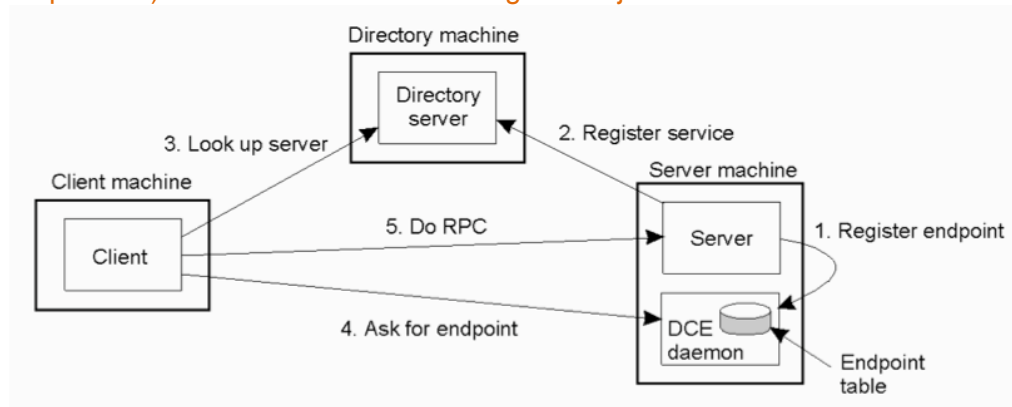 Directory machine
Directory
server
3. Look up server
2. Register service
Client machine
Server machine
Client
5. Do RPC
Server
1. Register endpoint
4. Ask for endpoint
DCE
daemon
Endpoint
table